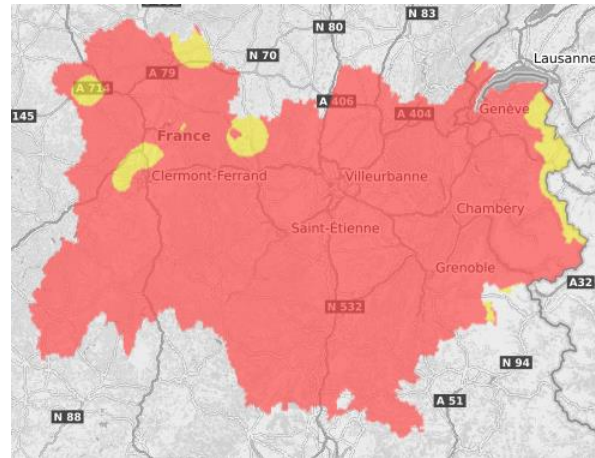 N 83
N 80
Lausanne
N 70
A 79
A 714
A 406
A 404
145
Genève
France
Clermont-Ferrand
Villeurbanne
Chambéry
Saint-Étienne
Grenoble
A32
N 532
N 94
A 51
N 88